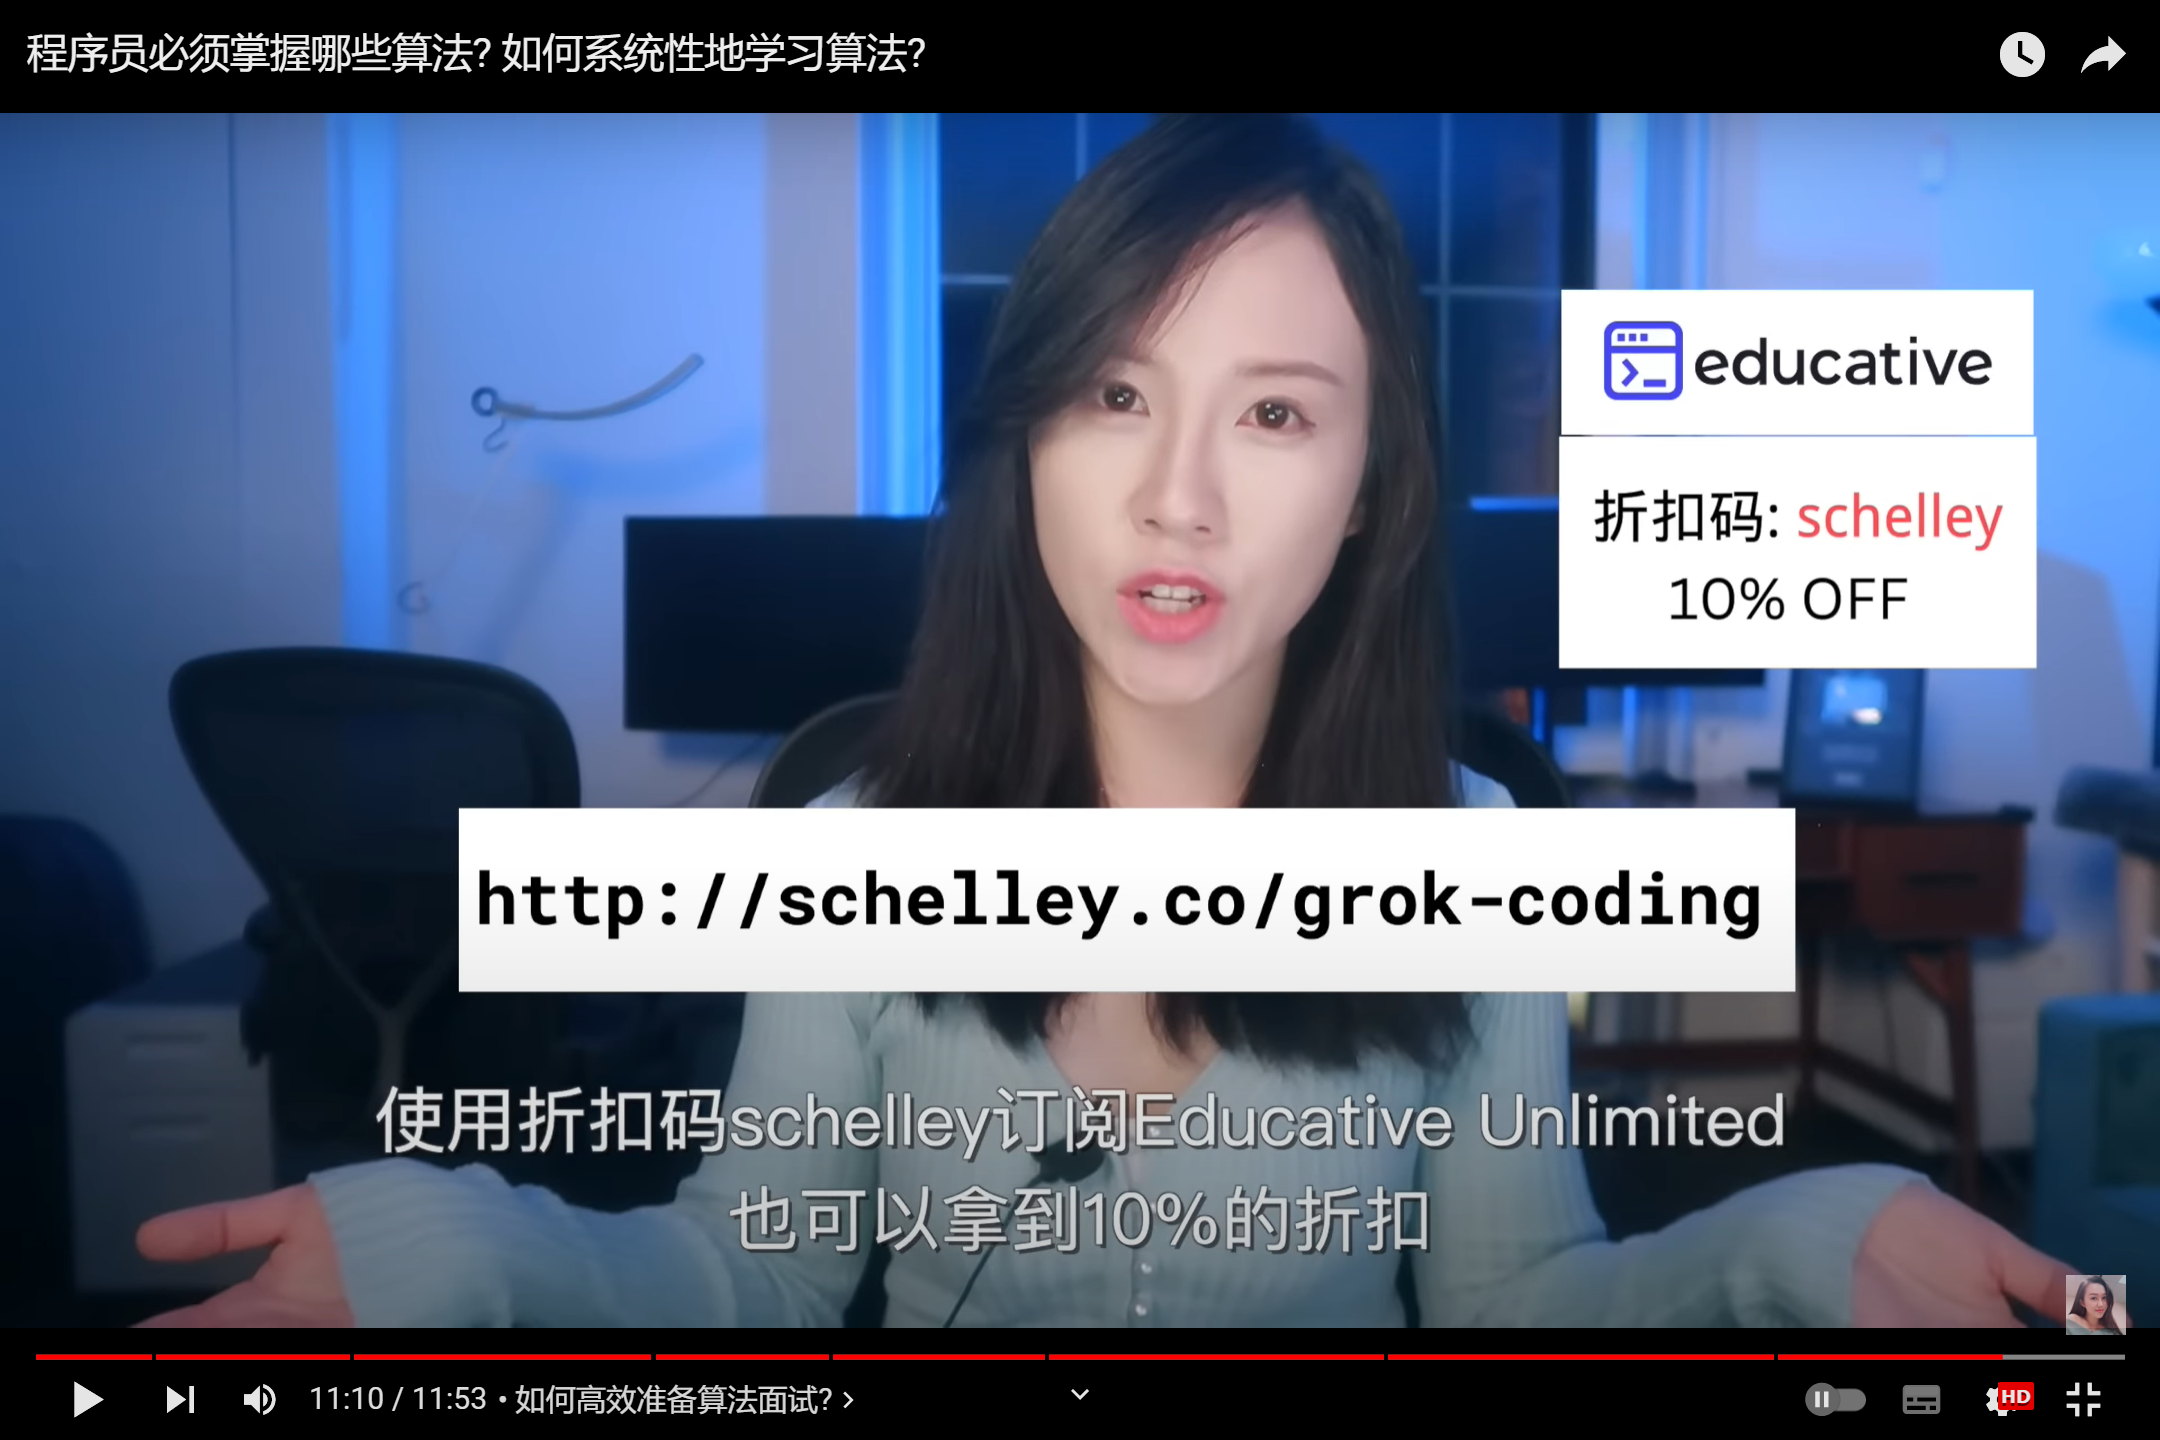 程序员必须掌握哪些算法? 如何系统性地学习算法?
educative
折扣码: schelley
10% OFF
http://schelley.co/grok-coding
使用折扣码schelley订阅Educative Unlimited
也可以拿到10%的折扣
11:10 / 11:53 • 如何高效准备算法面试? ›
HD